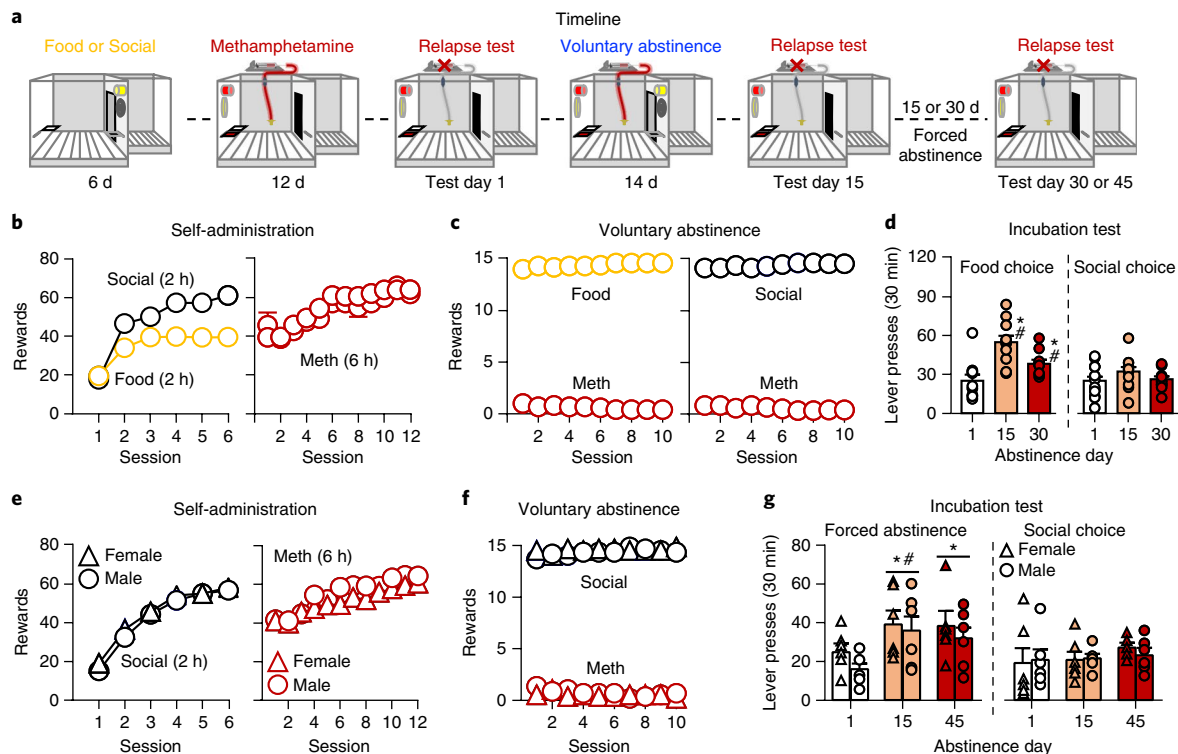 a
Timeline
Food or Social
Methamphetamine
Relapse test
Voluntary abstinence
Relapse test
Relapse test
15 or 30 d
Forced
abstinence
6 d
12 d
Test day 1
14 d
Test day 15
Test day 30 or 45
b
Self-administration
Rewards
80
60
40
20
0
Social (2 h)
Food (2 h)
1 2 3 4 5 6
Session
Meth (6 h)
2 4 6 8 10 12
Session
c
Voluntary abstinence
Rewards
15
10
5
0
Food
Meth
2 4 6 8 10
Session
Social
Meth
2 4 6 8 10
Session
d
Incubation test
Food choice
Social choice
Lever presses (30 min)
120
90
60
30
0
*
#
*
#
1 15 30
1 15 30
Abstinence day
e
Self-administration
Rewards
80
60
40
20
0
Female
Male
Social (2 h)
1 2 3 4 5 6
Session
Meth (6 h)
Female
Male
2 4 6 8 10 12
Session
f
Voluntary abstinence
Rewards
15
10
5
0
Social
Meth
2 4 6 8 10
Session
g
Incubation test
Forced abstinence
Social choice
Lever presses (30 min)
80
60
40
20
0
* #
*
Female
Male
1 15 45
1 15 45
Abstinence day